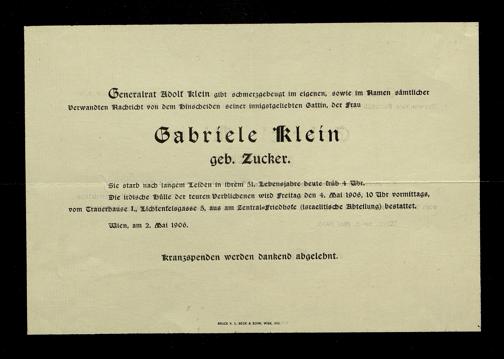 Generalrat Adolf Klein gibt schmerzgebeugt im eigenen, sowie im Namen sämtlicher
Verwandten Nachricht von dem Hinscheiden seiner innigstgeliebten Gattin, der Frau
Gabriele Klein
geb. Zucker.
Sie starb nach langem Leiden in ihrem 51. Lebensjahre heute früh 4 Uhr.
Die irdische Hülle der teuren Verblichenen wird Freitag den 4. Mai 1906, 10 Uhr vormittags,
vom Trauerhause I., Lichtenfelsgasse 5, aus am Zentral-Friedhofe (israelitische Abteilung) bestattet.
Wien, am 2. Mai 1906.
Kranzspenden werden dankend abgelehnt.